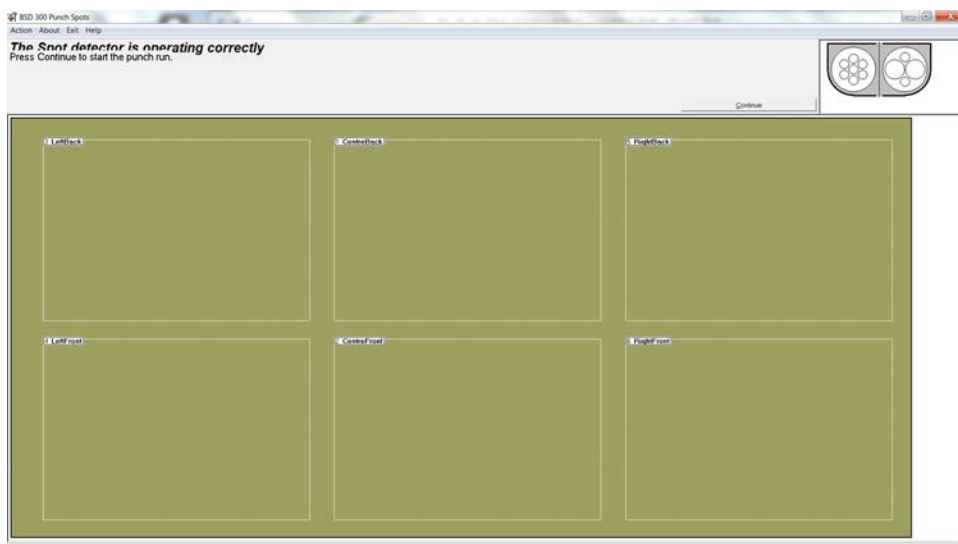 BSD 300 Punch Spots
Action About Exit Help
The Spot detector is operating correctly
Press Continue to start the punch run.
Continue
LeftBack
CentreBack
RightBack
4 LeftFront
CentreFront
RightFront